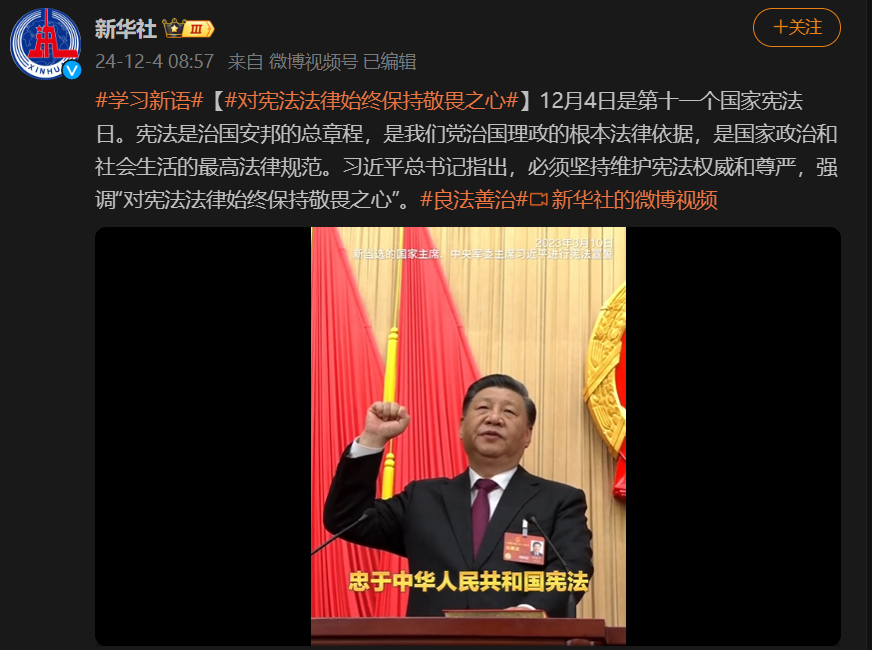 新华社
III
+关注
24-12-4 08:57 来自 微博视频号 已编辑
XINHU
#学习新语#【#对宪法法律始终保持敬畏之心#】12月4日是第十一个国家宪法
日。宪法是治国安邦的总章程，是我们党治国理政的根本法律依据，是国家政治和
社会生活的最高法律规范。习近平总书记指出，必须坚持维护宪法权威和尊严，强
调“对宪法法律始终保持敬畏之心”。#良法善治# 新华社的微博视频
2023年3月10日
新当选的国家主席、中央军委主席习近平进行宪法宣誓
忠于中华人民共和国宪法